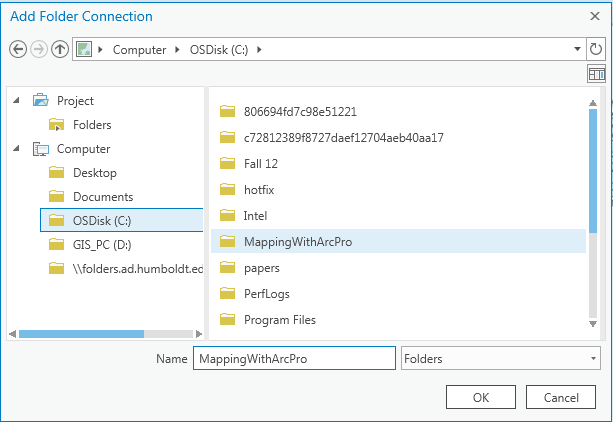 Add Folder Connection
Computer OSDisk (C:)
Project
Folders
Computer
Desktop
Documents
OSDisk (C:)
GIS_PC (D:)
\\folders.ad.humboldt.ed
806694fd7c98e51221
c72812389f8727daef12704aeb40aa17
Fall 12
hotfix
Intel
MappingWithArcPro
papers
PerfLogs
Program Files
Name MappingWithArcPro Folders
OK Cancel